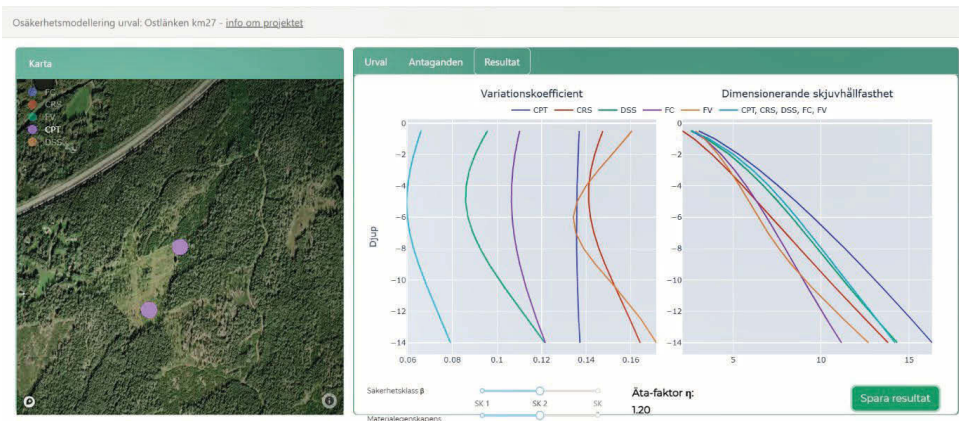 Osäkerhetsmodellering urval: Ostlänken km27 - info om projektet
Karta
FC
CRS
FV
CPT
DSS
Urval Antaganden Resultat
Variationskoefficient
CPT CRS DSS FC FV
Dimensionerande skjuvhållfasthet
CPT, CRS, DSS, FC, FV
Djup
0
−2
−4
−6
−8
−10
−12
−14
0.06 0.08 0.1 0.12 0.14 0.16
0
−2
−4
−6
−8
−10
−12
−14
5 10 15
Säkerhetsklass β
SK 1 SK 2 SK
Materialegenskapens
Äta-faktor η:
1.20
Spara resultat